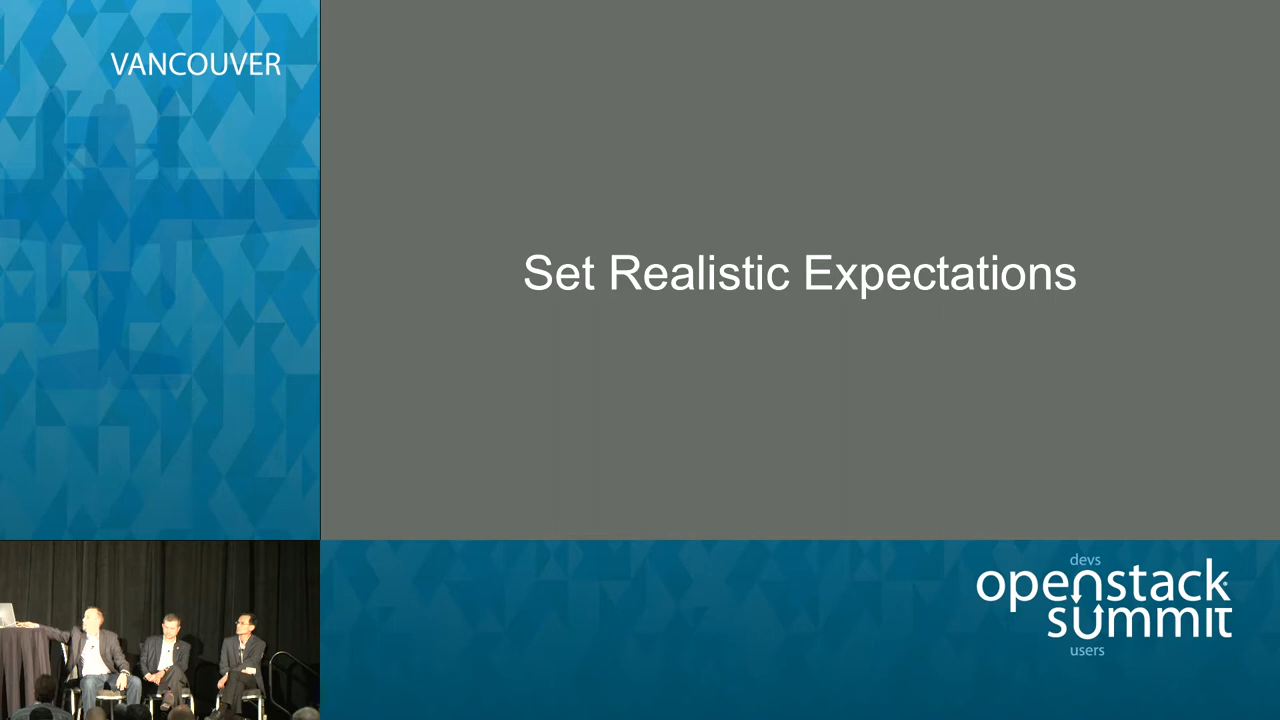 VANCOUVER
Set Realistic Expectations
devs
openstack
summit
users